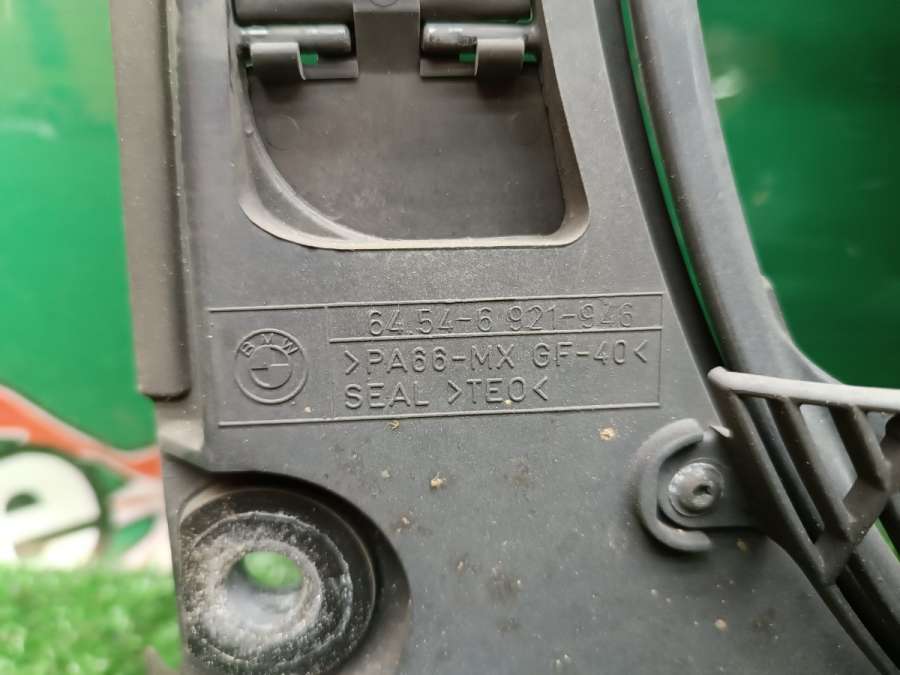 64.54-6 921-946
BMW
>PA66-MX GF-40<
SEAL >TEO<
e